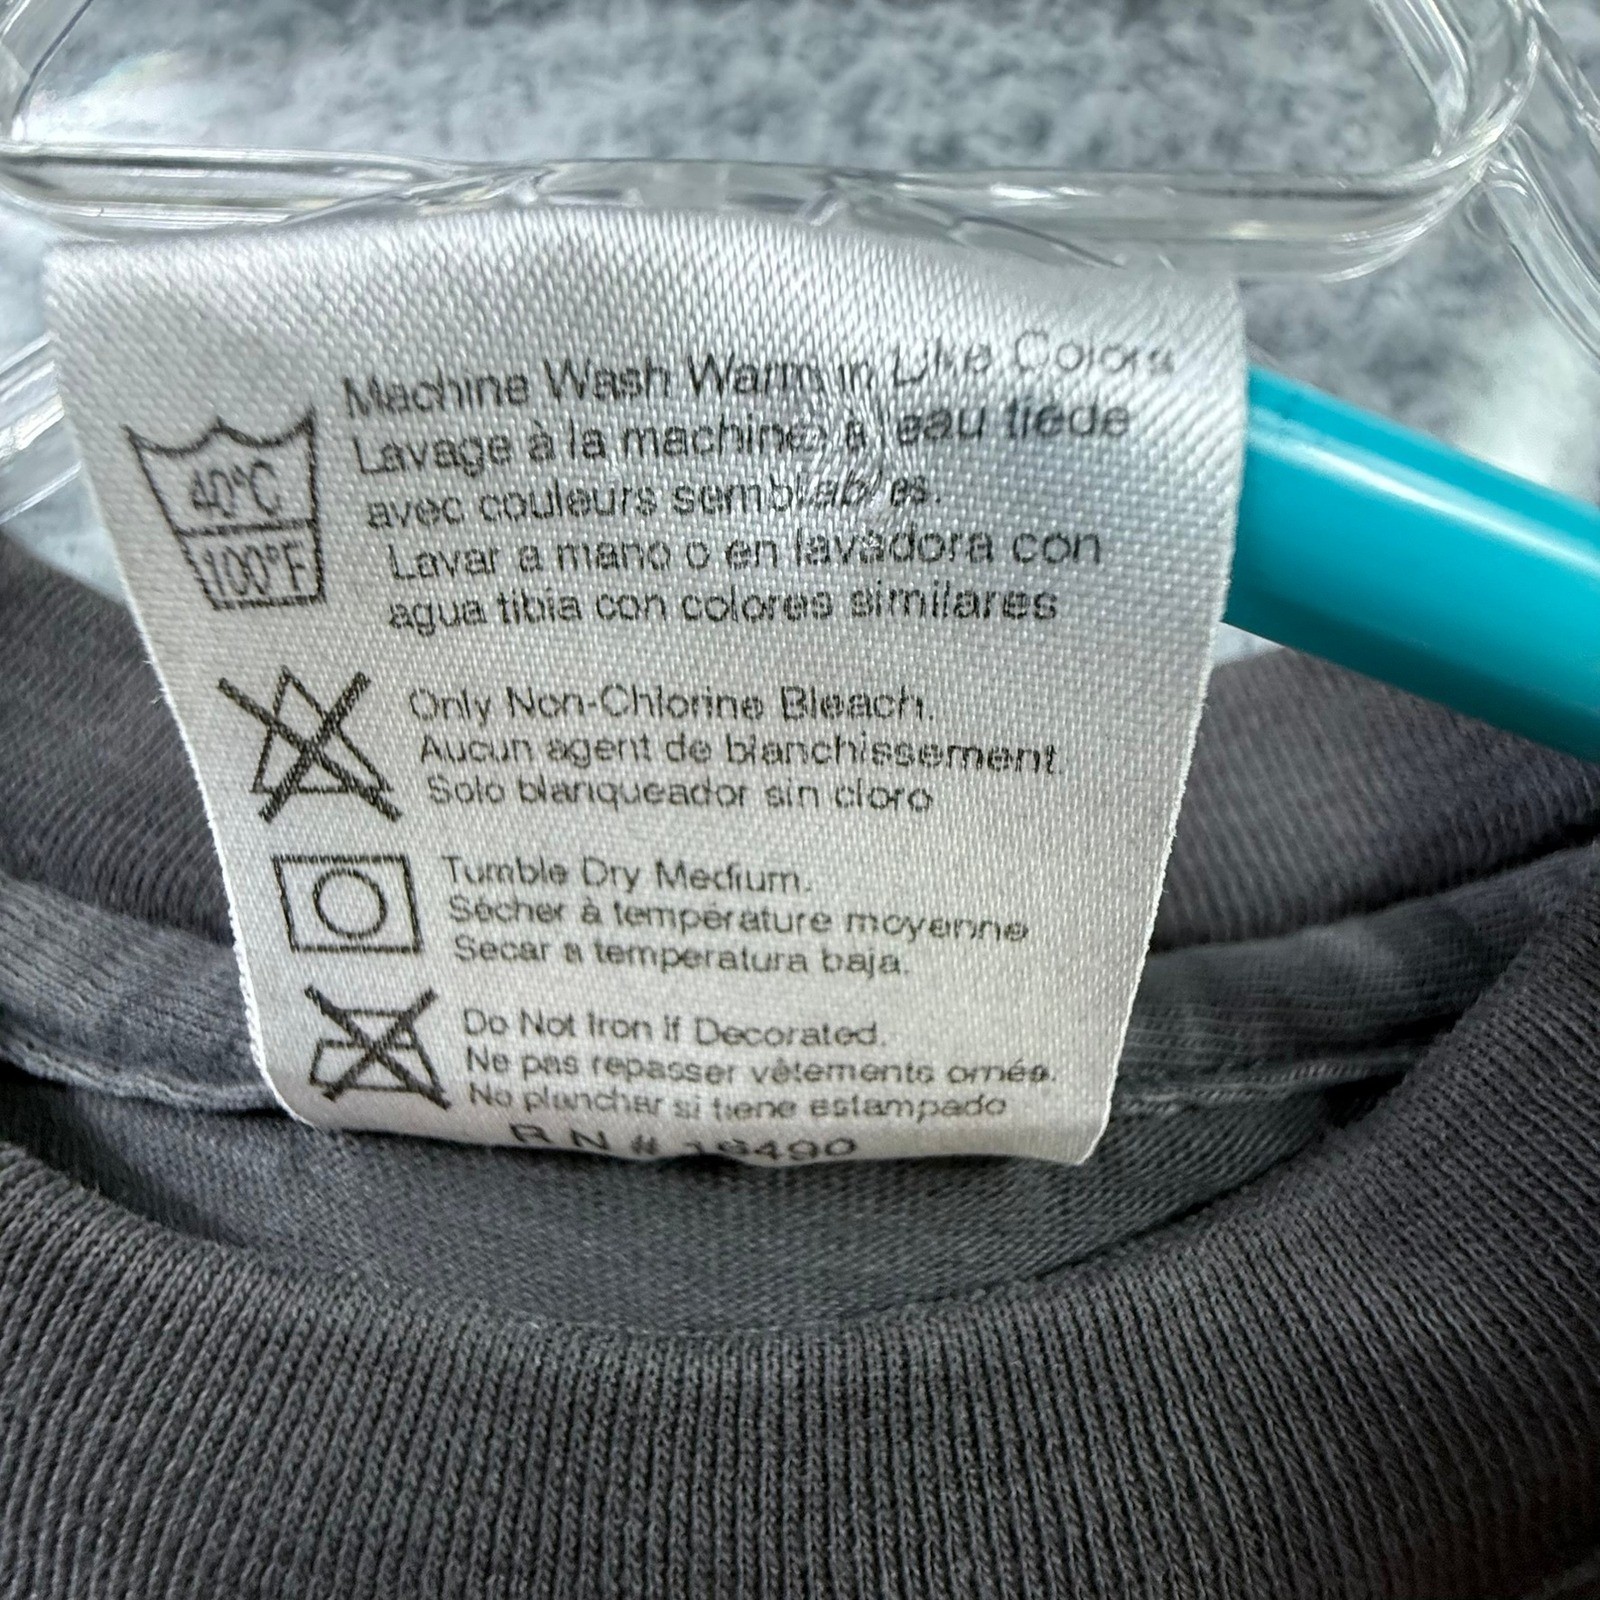 Machine Wash Warm in Like Colors
Lavage à la machine à eau tiède
avec couleurs semblables.
Lavar a mano o en lavadora con
agua tibia con colores similares
40°C
100°F
Only Non-Chlorine Bleach.
Aucun agent de blanchissement.
Solo blanqueador sin cloro
Tumble Dry Medium.
Sécher à température moyenne
Secar a temperatura baja.
Do Not Iron If Decorated.
Ne pas repasser vêtements ornés.
No planchar si tiene estampado
RN# 16490